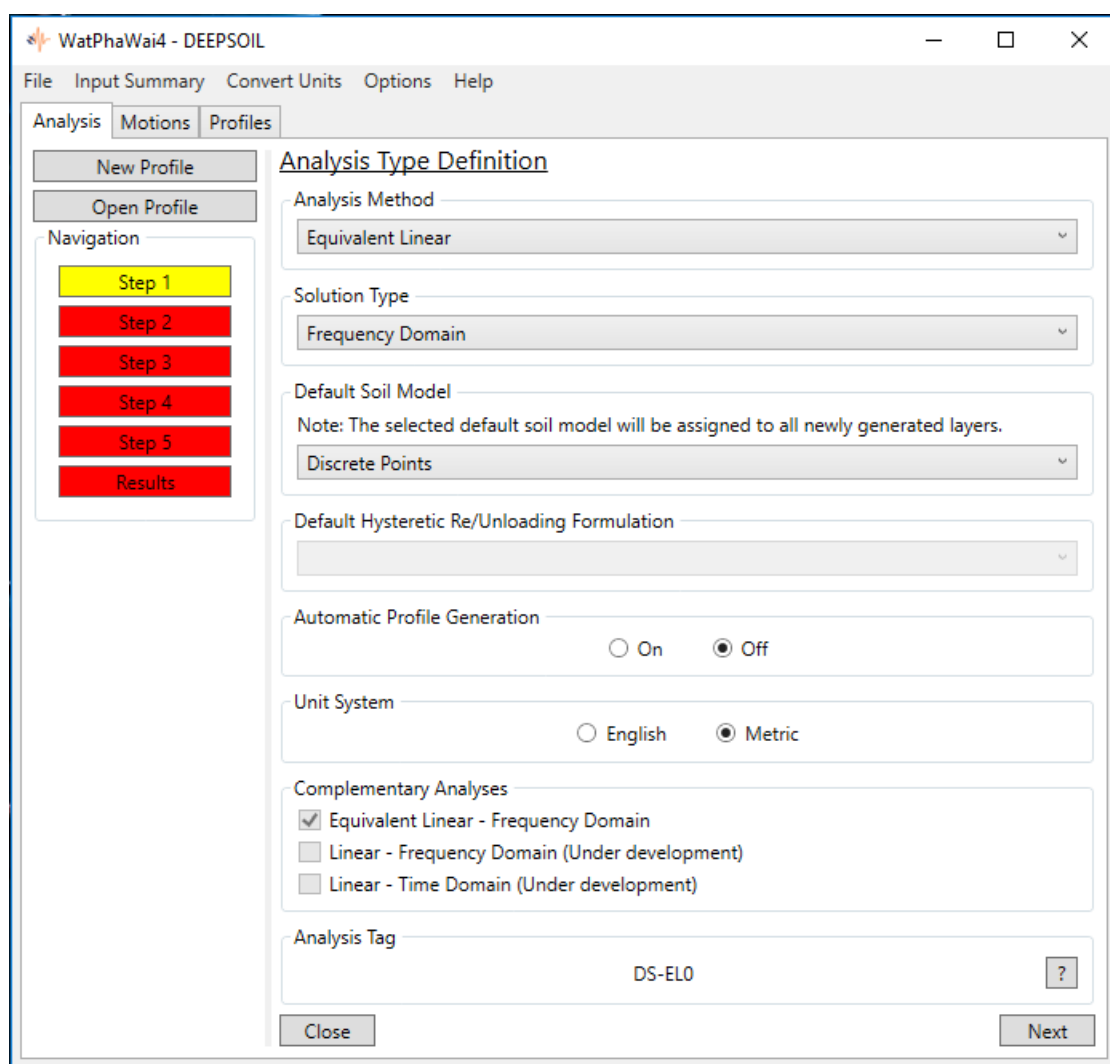 WatPhaWai4 - DEEPSOIL
File Input Summary Convert Units Options Help
Analysis Motions Profiles
New Profile
Open Profile
Navigation
Step 1
Step 2
Step 3
Step 4
Step 5
Results
Analysis Type Definition
Analysis Method
Equivalent Linear
Solution Type
Frequency Domain
Default Soil Model
Note: The selected default soil model will be assigned to all newly generated layers.
Discrete Points
Default Hysteretic Re/Unloading Formulation
Automatic Profile Generation
On Off
Unit System
English Metric
Complementary Analyses
Equivalent Linear - Frequency Domain
Linear - Frequency Domain (Under development)
Linear - Time Domain (Under development)
Analysis Tag
DS-EL0 ?
Close Next